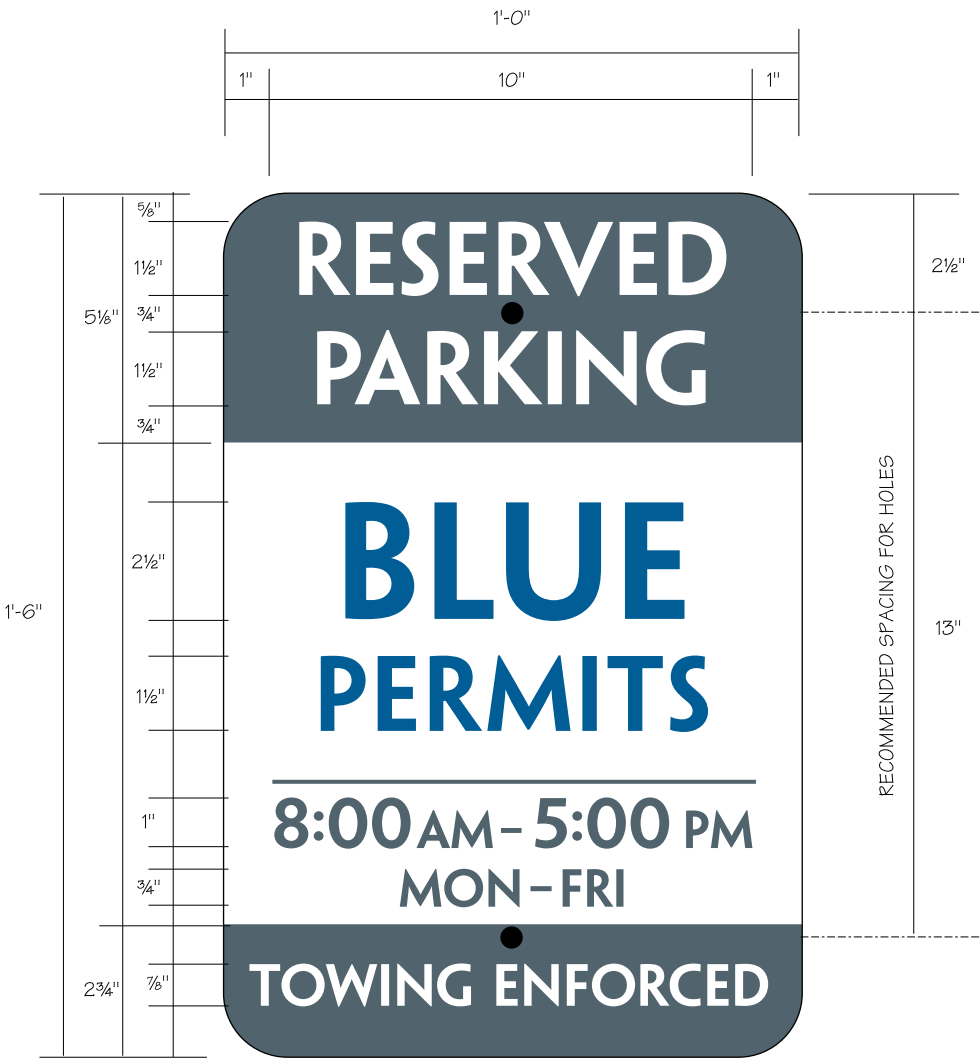 1'-0"
1" 10" 1"
⅝"
1½"
2½"
5⅛" ¾"
1½"
¾"
2½"
1'-6"
1½"
1"
¾"
2¾" ⅞"
13"
RECOMMENDED SPACING FOR HOLES
RESERVED
PARKING
BLUE
PERMITS
8:00 AM – 5:00 PM
MON – FRI
TOWING ENFORCED